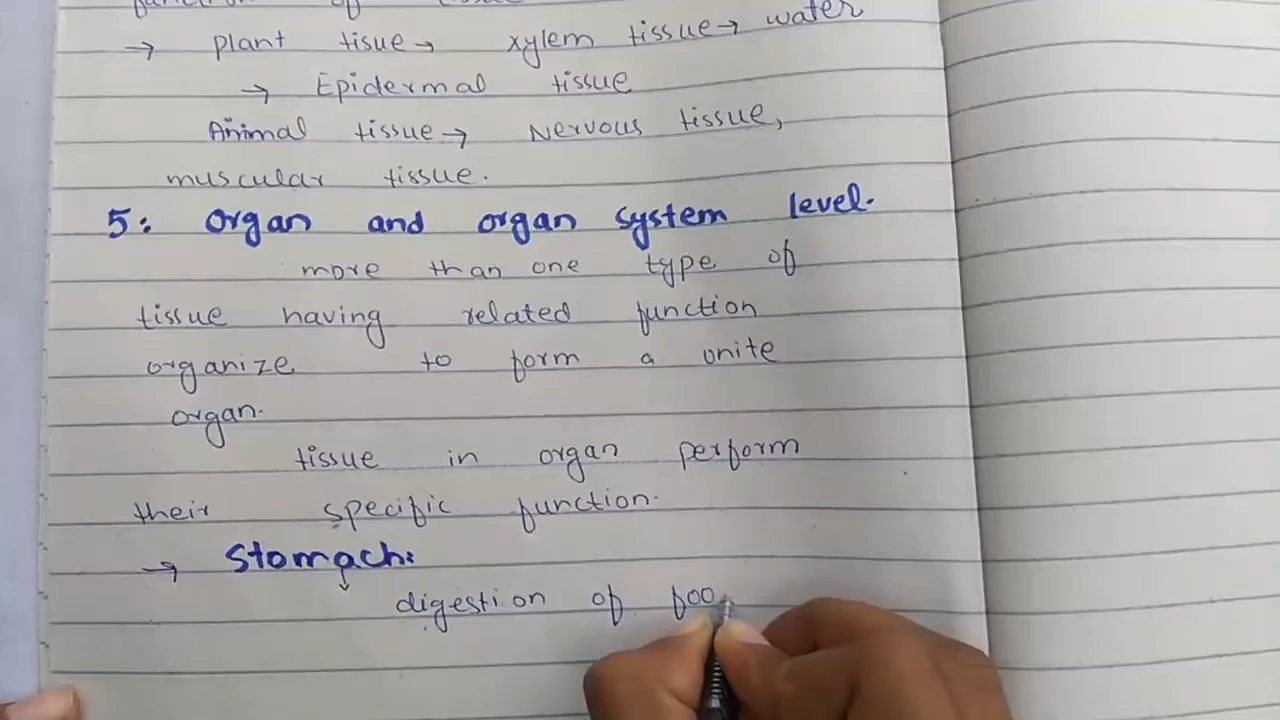 → plant tisue → xylem tissue → water
→ Epidermal tissue
Animal tissue → Nervous tissue,
muscular tissue.
5: Organ and organ system level.
more than one type of
tissue having related function
organize to form a unite
organ.
tissue in organ perform
their specific function.
→ Stomach:
digestion of foo